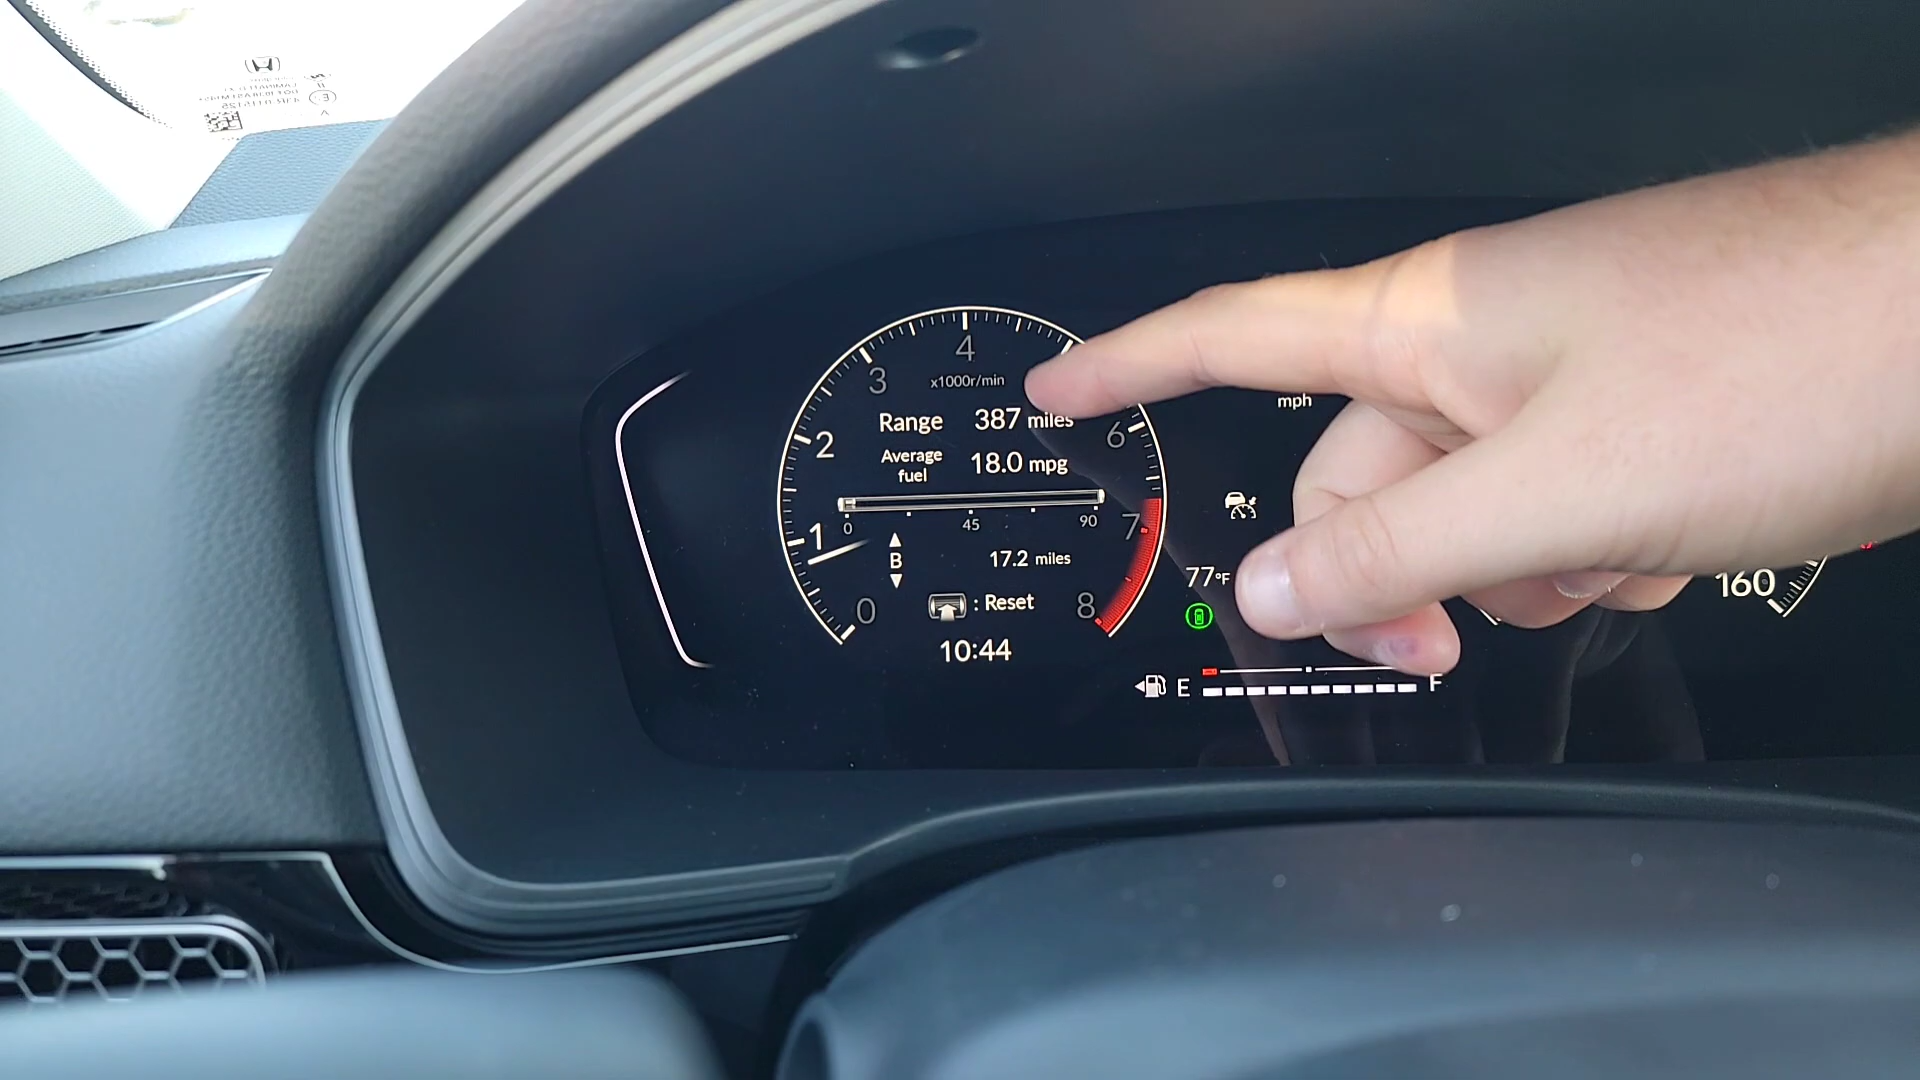 4
3
x1000r/min
Range 387 miles
mph
2
6
Average
fuel
18.0 mpg
0 45 90
7
1
B
17.2 miles
77°F
160
0
: Reset
8
10:44
E
F